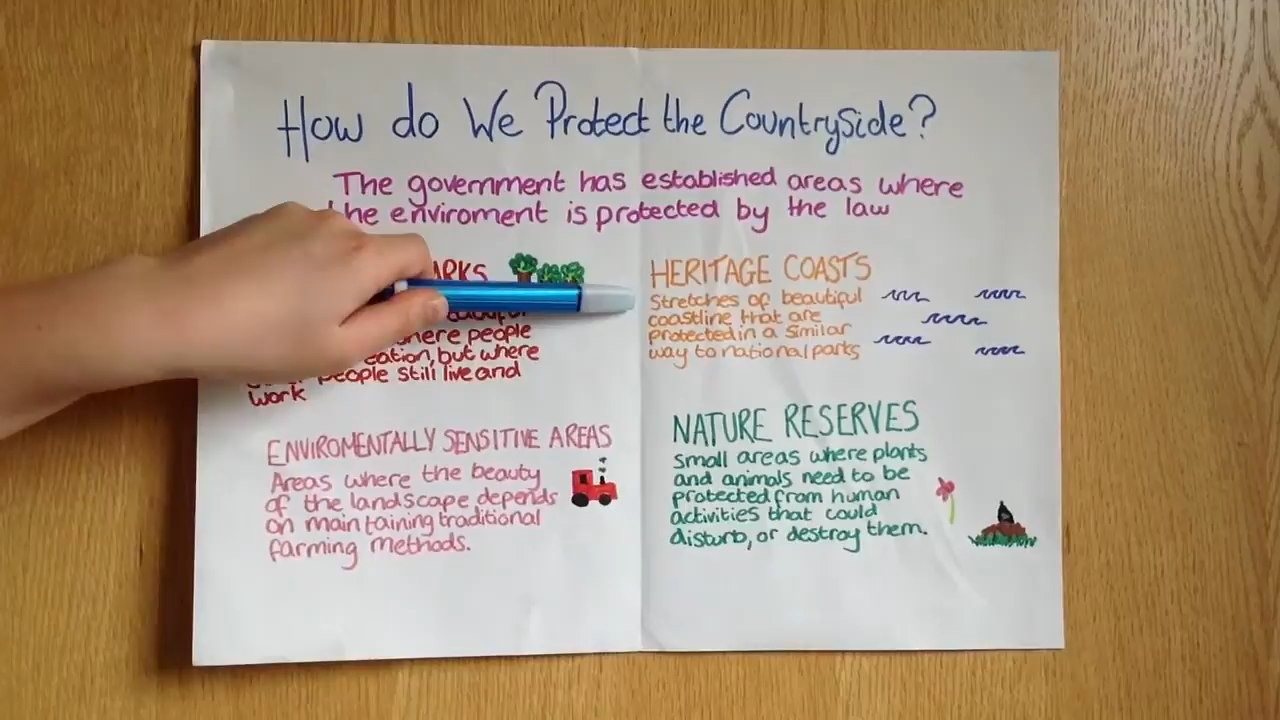 How do We Protect the Countryside?
The government has established areas where
the enviroment is protected by the law
HERITAGE COASTS
Stretches of beautiful
coastline that are
protected in a similar
way to national parks
people
but where
people still live and
work
ENVIROMENTALLY SENSITIVE AREAS
Areas where the beauty
of the landscape depends
on maintaining traditional
farming methods.
NATURE RESERVES
Small areas where plants
and animals need to be
protected from human
activities that could
disturb, or destroy them.